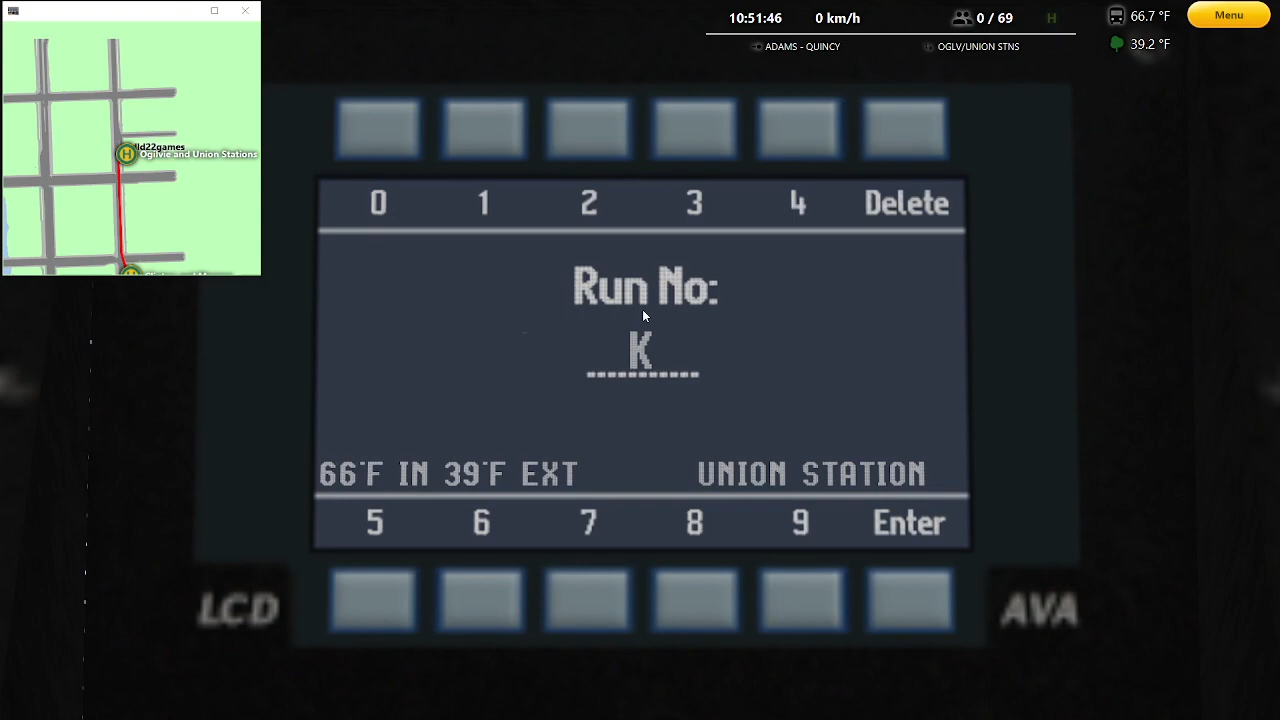 10:51:46 0 km/h 0 / 69 H
ADAMS - QUINCY OGLV/UNION STNS
66.7 °F
39.2 °F
Menu
ld22games
H Ogilvie and Union Stations
0 1 2 3 4 Delete
Run No:
K
66°F IN 39°F EXT UNION STATION
5 6 7 8 9 Enter
LCD AVA